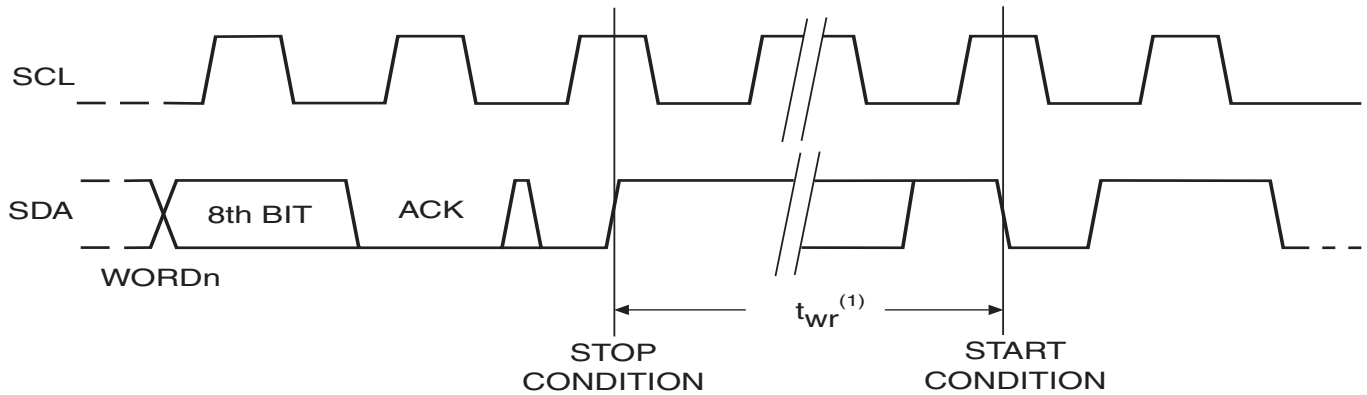 SCL
SDA
8th BIT
ACK
WORDn
twr(1)
STOP
CONDITION
START
CONDITION